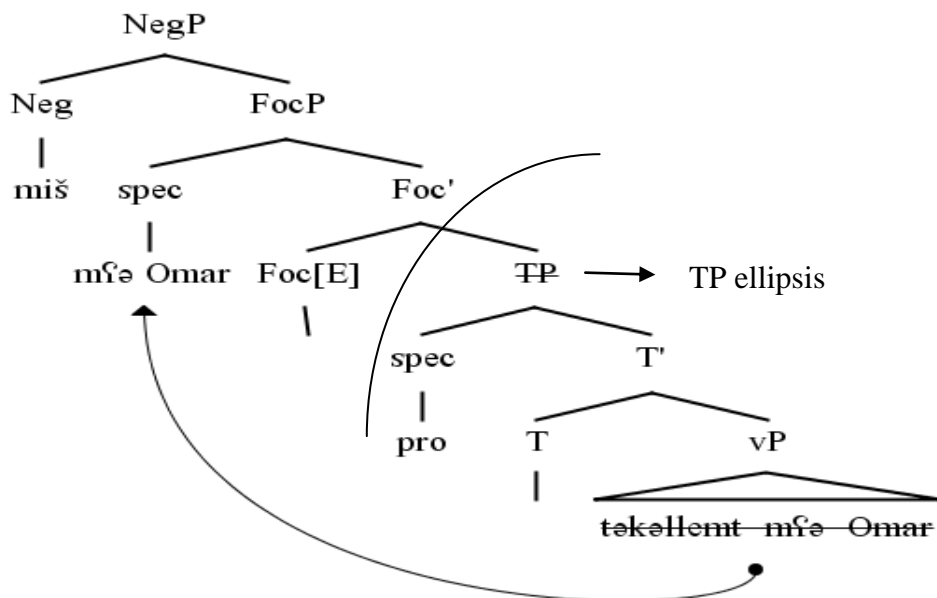 NegP
Neg FocP
miš spec Foc'
mʕə Omar Foc[E] TP TP ellipsis
spec T'
pro T vP
təkəllemt mʕə Omar